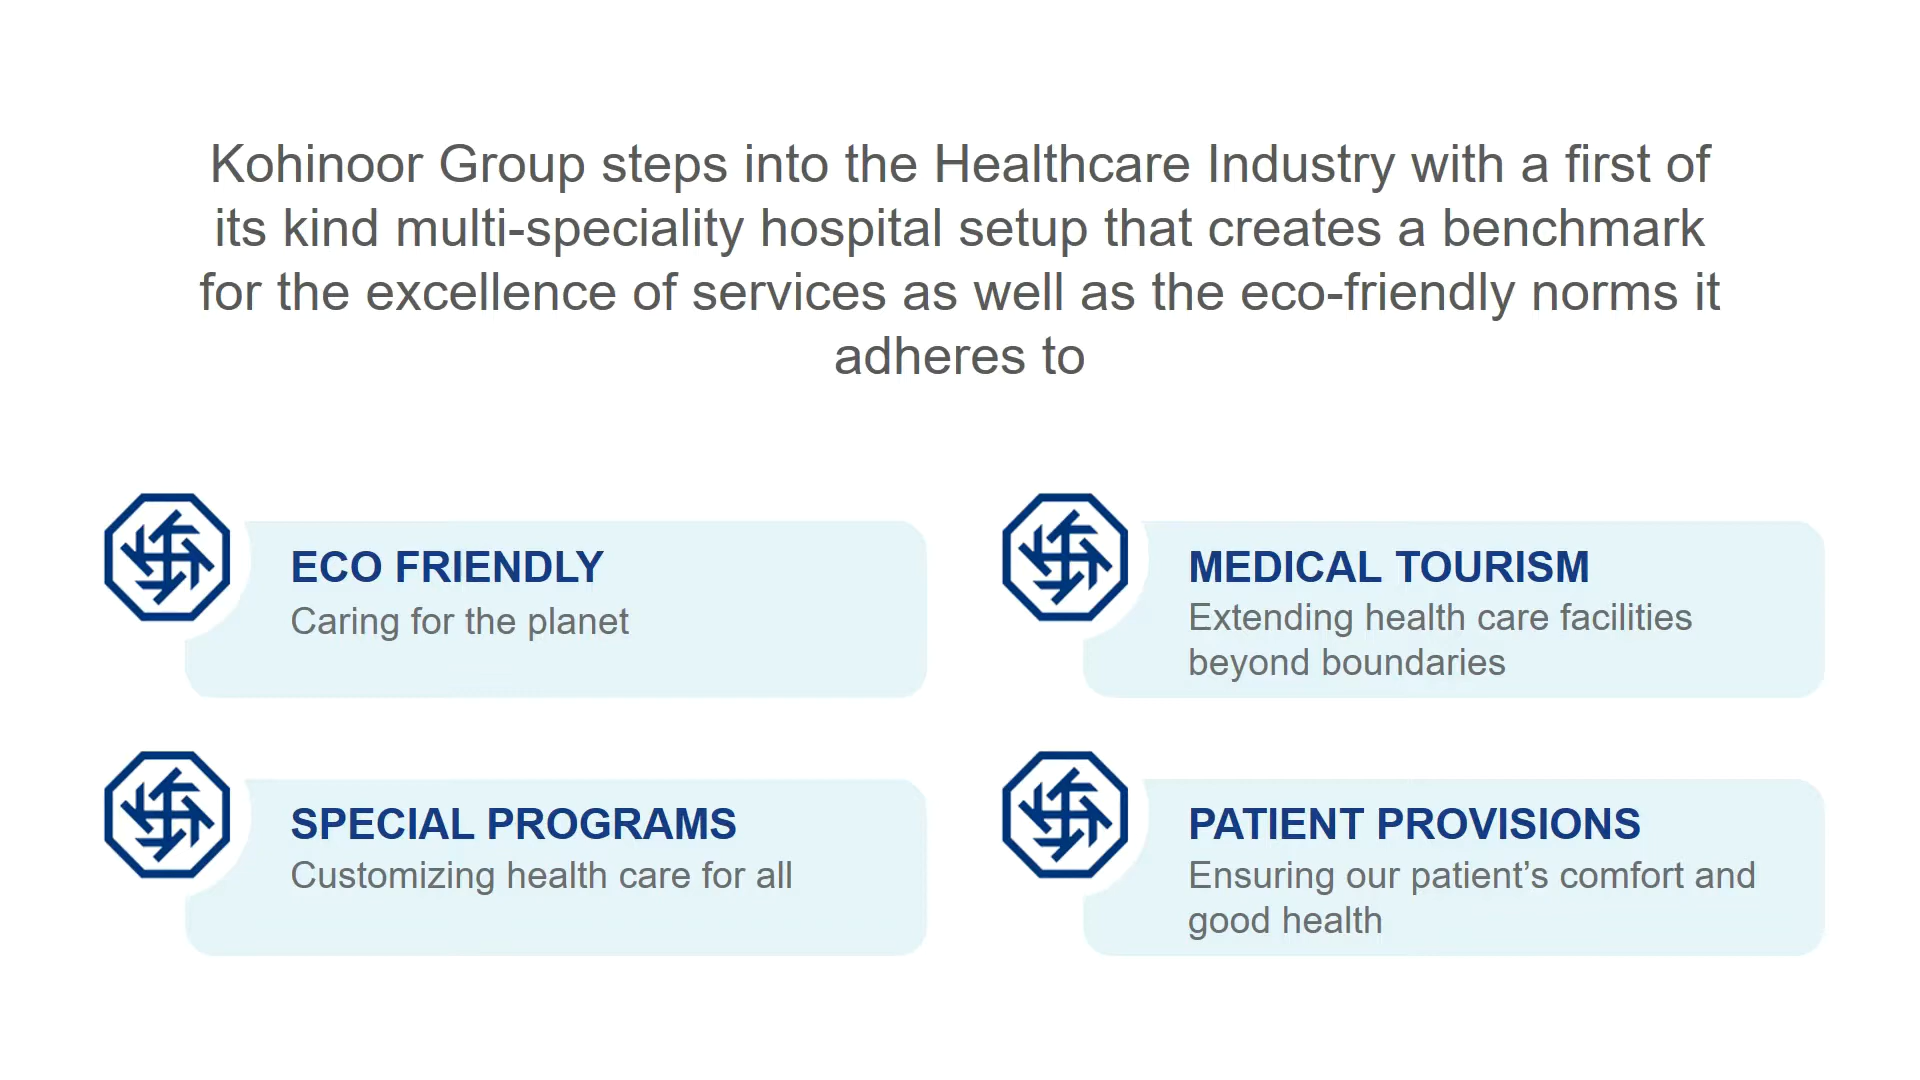 Kohinoor Group steps into the Healthcare Industry with a first of
its kind multi-speciality hospital setup that creates a benchmark
for the excellence of services as well as the eco-friendly norms it
adheres to
ECO FRIENDLY
Caring for the planet
MEDICAL TOURISM
Extending health care facilities
beyond boundaries
SPECIAL PROGRAMS
Customizing health care for all
PATIENT PROVISIONS
Ensuring our patient’s comfort and
good health